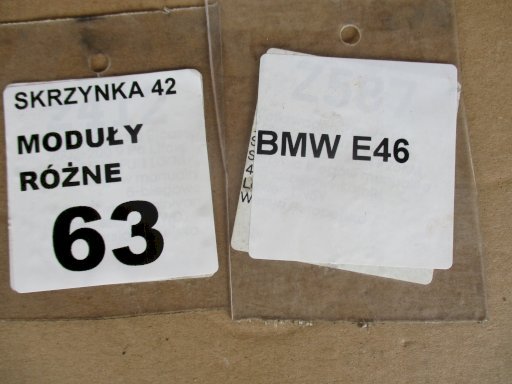 SKRZYNKA 42
MODUŁY
RÓŻNE
63
BMW E46